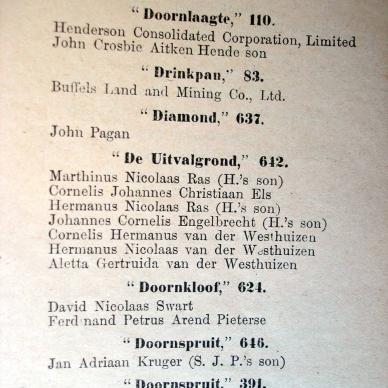 "Doornlaagte," 110.
Henderson Consolidated Corporation, Limited
John Crosbie Aitken Hende son
"Drinkpan," 83.
Buffels Land and Mining Co., Ltd.
"Diamond," 637.
John Pagan
"De Uitvalgrond," 642.
Marthinus Nicolaas Ras (H.'s son)
Cornelis Johannes Christiaan Els
Hermanus Nicolaas Ras (H.'s son)
Johannes Cornelis Engelbrecht (H.'s son)
Cornelis Hermanus van der Westhuizen
Hermanus Nicolaas van der Westhuizen
Aletta Gertruida van der Westhuizen
"Doornkloof," 624.
David Nicolaas Swart
Ferd nand Petrus Arend Pieterse
"Doornspruit," 646.
Jan Adriaan Kruger (S. J. P.'s son)
"Doornspruit," 391.